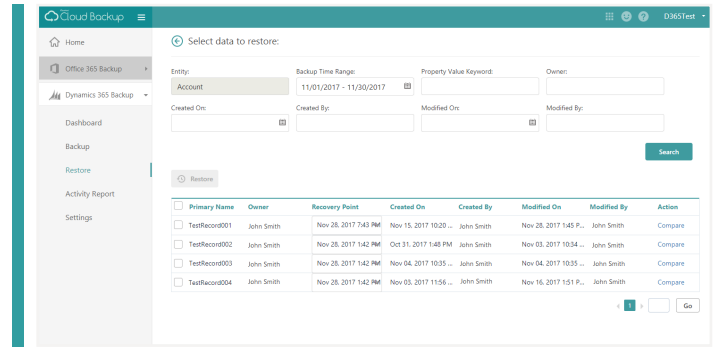 Cloud Backup
D365Test
Home
Office 365 Backup
Dynamics 365 Backup
Dashboard
Backup
Restore
Activity Report
Settings
Select data to restore:
Entity: Backup Time Range: Property Value Keyword: Owner:
Account 11/01/2017 - 11/30/2017
Created On: Created By: Modified On: Modified By:
Search
Restore
Primary Name Owner Recovery Point Created On Created By Modified On Modified By Action
TestRecord001 John Smith Nov 28, 2017 7:43 PM Nov 15, 2017 10:20 ... John Smith Nov 28, 2017 1:45 P... John Smith Compare
TestRecord002 John Smith Nov 28, 2017 1:42 PM Oct 31, 2017 1:48 PM John Smith Nov 03, 2017 10:34 ... John Smith Compare
TestRecord003 John Smith Nov 28, 2017 1:42 PM Nov 04, 2017 10:35 ... John Smith Nov 04, 2017 10:35 ... John Smith Compare
TestRecord004 John Smith Nov 28, 2017 1:42 PM Nov 03, 2017 11:56 ... John Smith Nov 16, 2017 1:51 P... John Smith Compare
1 Go